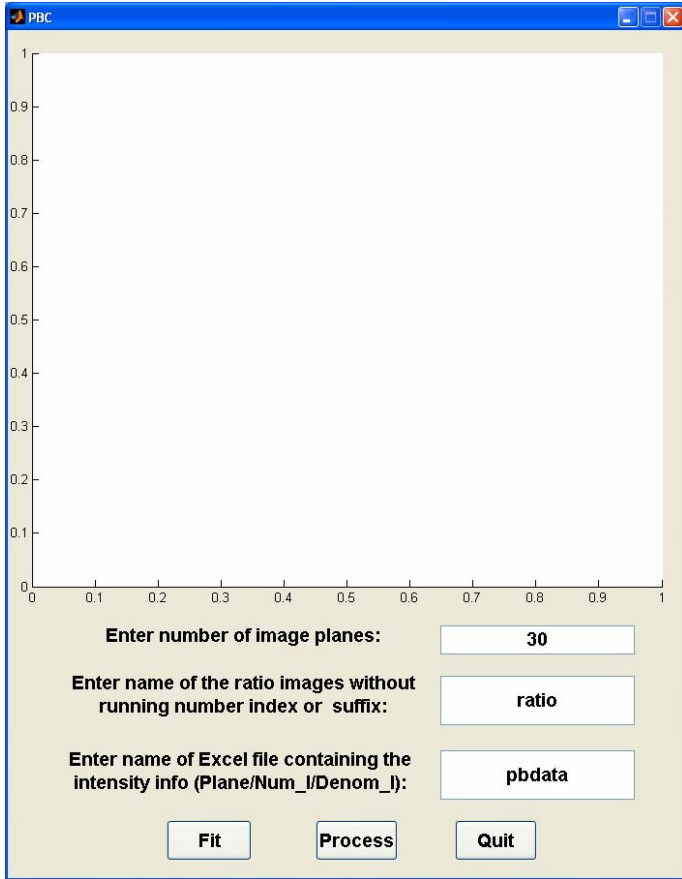 PBC
1
0.9
0.8
0.7
0.6
0.5
0.4
0.3
0.2
0.1
0
0 0.1 0.2 0.3 0.4 0.5 0.6 0.7 0.8 0.9 1
Enter number of image planes: 30
Enter name of the ratio images without
running number index or suffix: ratio
Enter name of Excel file containing the
intensity info (Plane/Num_I/Denom_I): pbdata
Fit Process Quit